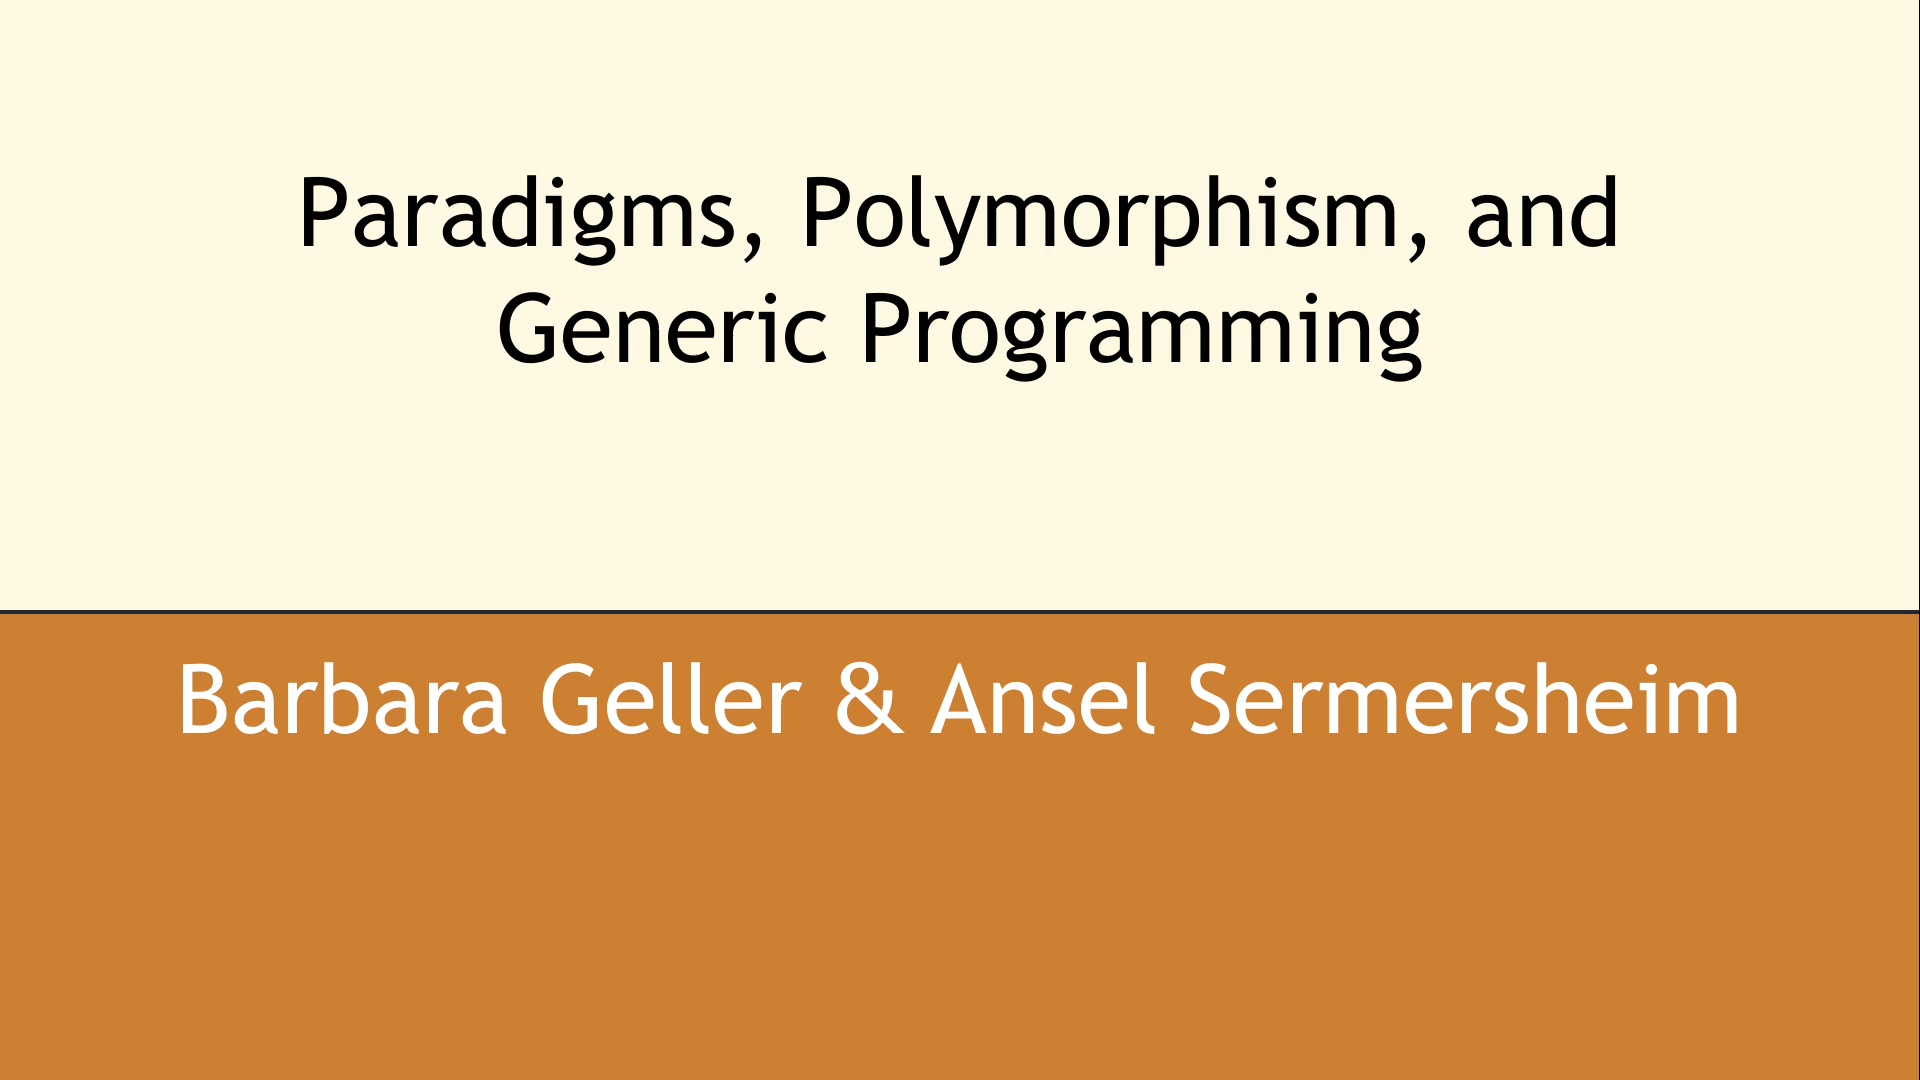 Paradigms, Polymorphism, and
Generic Programming
Barbara Geller & Ansel Sermersheim